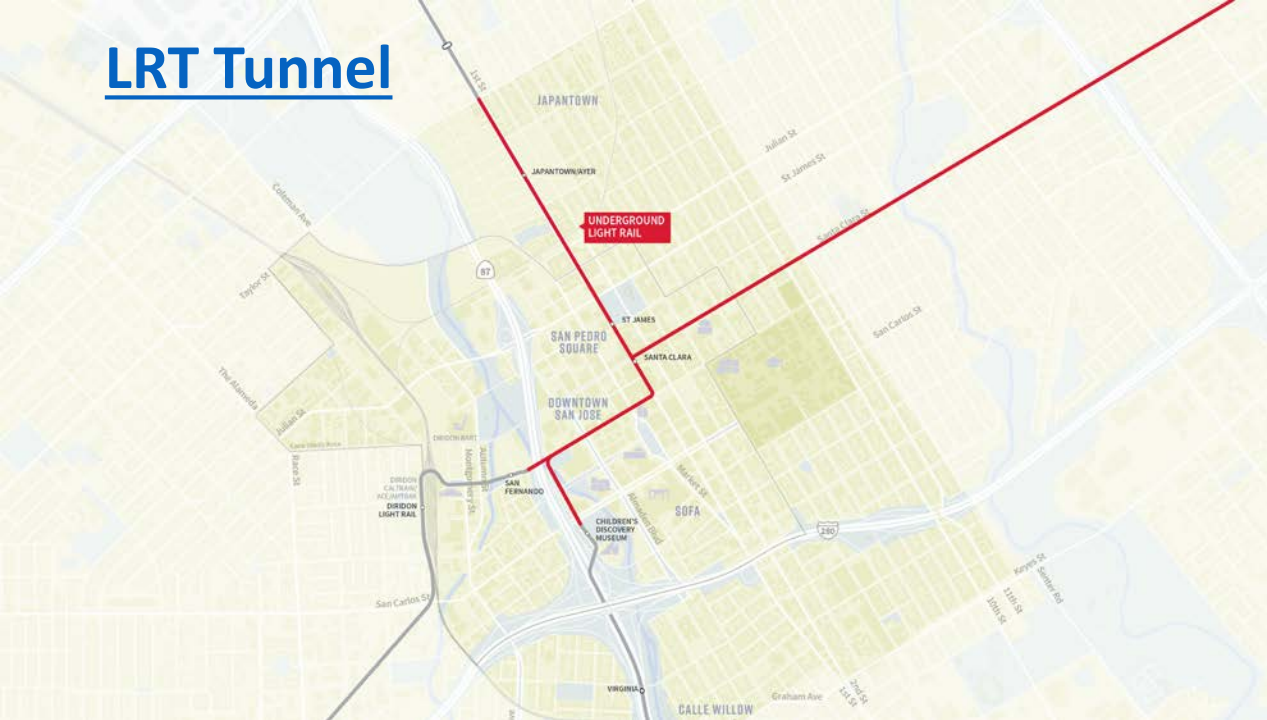 LRT Tunnel
1st St
JAPANTOWN
Julian St
St James St
JAPANTOWN/AYER
Coleman Ave
UNDERGROUND
LIGHT RAIL
Santa Clara St
87
Taylor St
ST JAMES
San Carlos St
SAN PEDRO
SQUARE
SANTA CLARA
The Alameda
DOWNTOWN
SAN JOSE
Julian St
DIRIDON BART
Race St
Montgomery St
Autumn St
Market St
DIRIDON
CALTRAIN/
ACE/AMTRAK
DIRIDON
LIGHT RAIL
SAN
FERNANDO
Almaden Blvd
SOFA
CHILDREN'S
DISCOVERY
MUSEUM
280
Keyes St
Senter Rd
11th St
10th St
San Carlos St
VIRGINIA
Graham Ave
2nd St
1st St
CALLE WILLOW